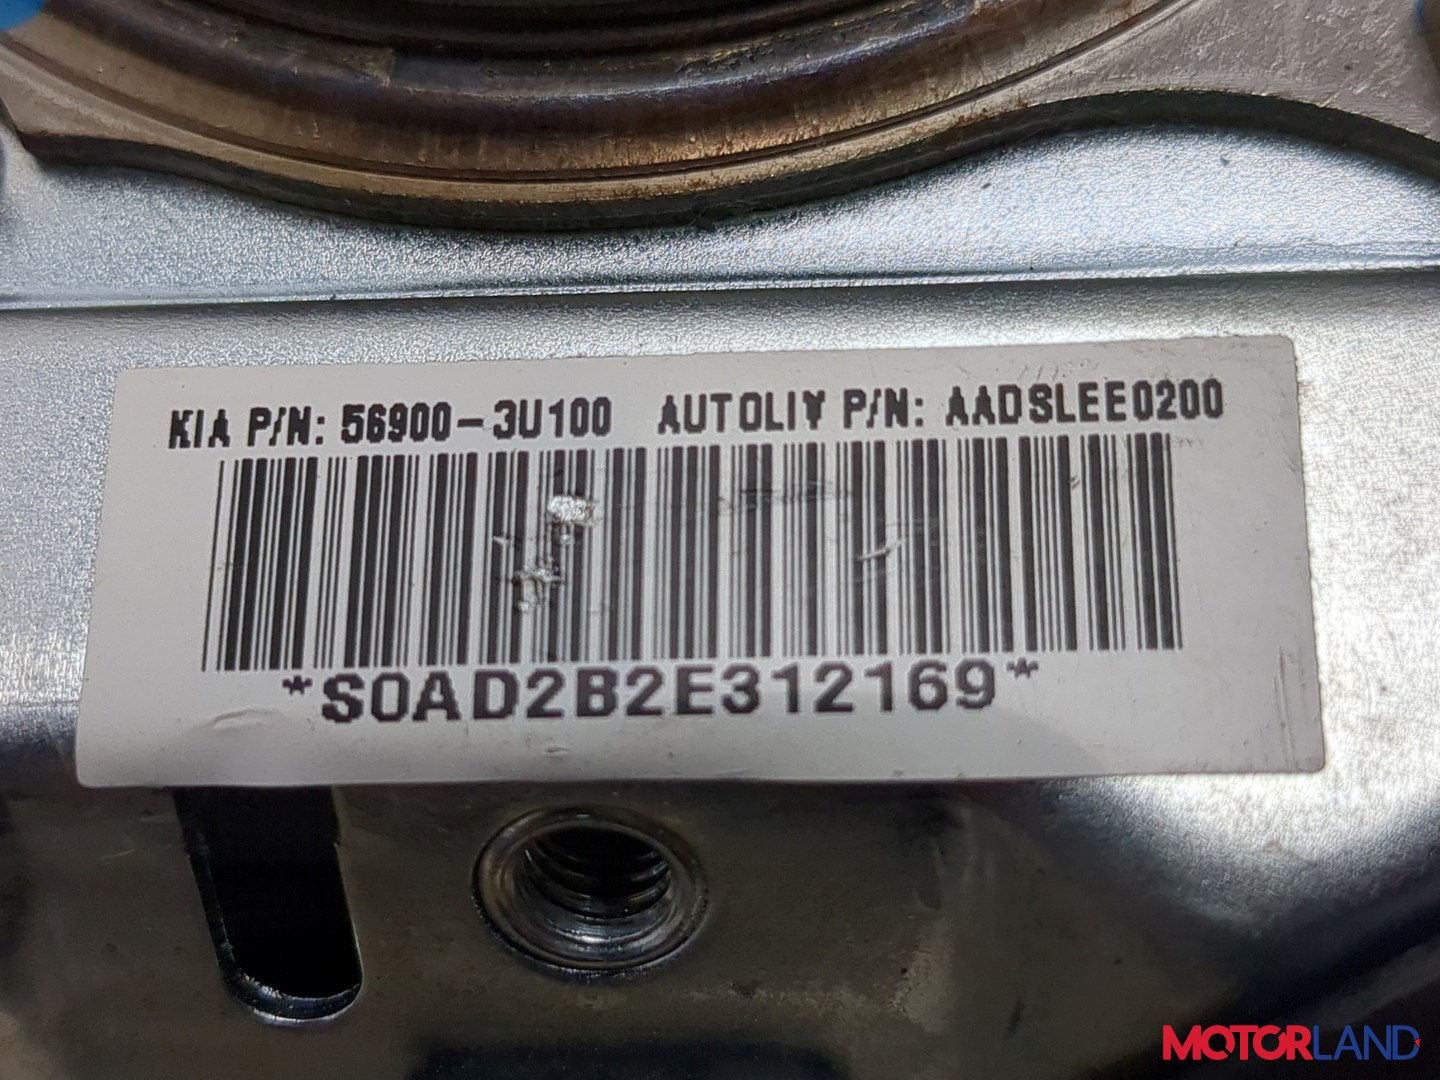 KIA P/N: 56900-3U100 AUTOLIV P/N: AADSLEE0200
*S0AD2B2E312169*
MOTORLAND